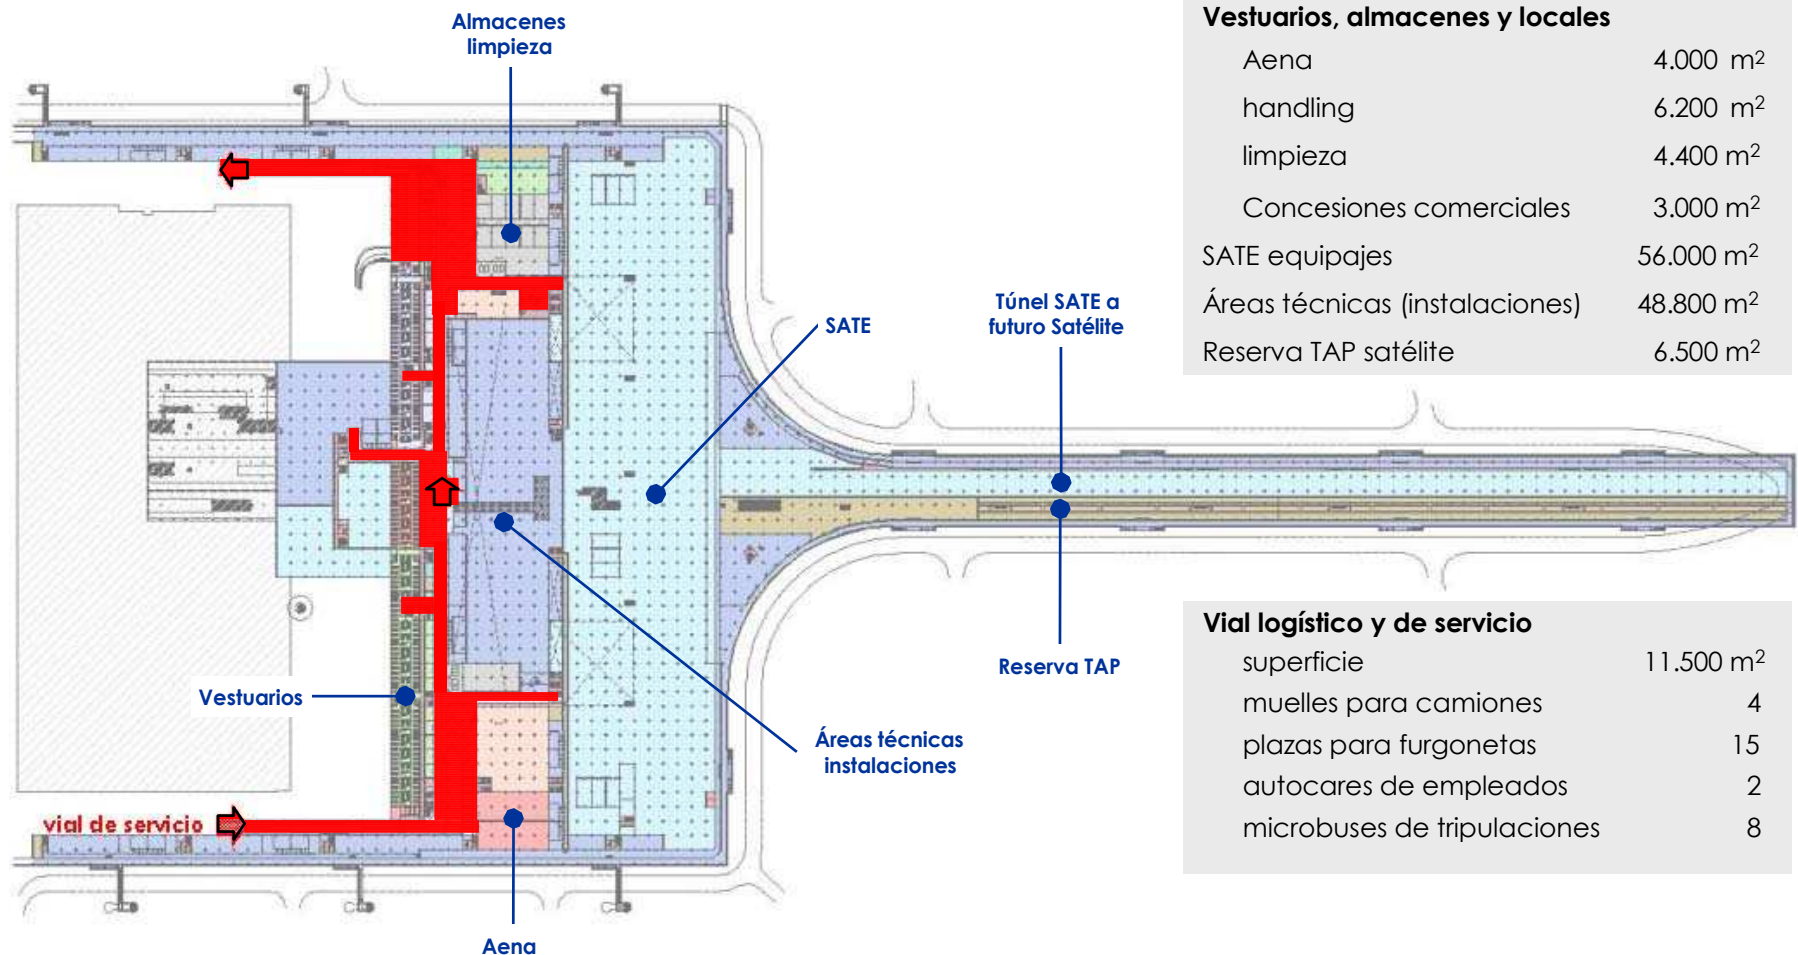 Almacenes
limpieza
Vestuarios, almacenes y locales
Aena 4.000 m²
handling 6.200 m²
limpieza 4.400 m²
Concesiones comerciales 3.000 m²
SATE equipajes 56.000 m²
Áreas técnicas (instalaciones) 48.800 m²
Reserva TAP satélite 6.500 m²
Túnel SATE a
futuro Satélite
SATE
Vestuarios
Reserva TAP
Áreas técnicas
instalaciones
vial de servicio
Aena
Vial logístico y de servicio
superficie 11.500 m²
muelles para camiones 4
plazas para furgonetas 15
autocares de empleados 2
microbuses de tripulaciones 8